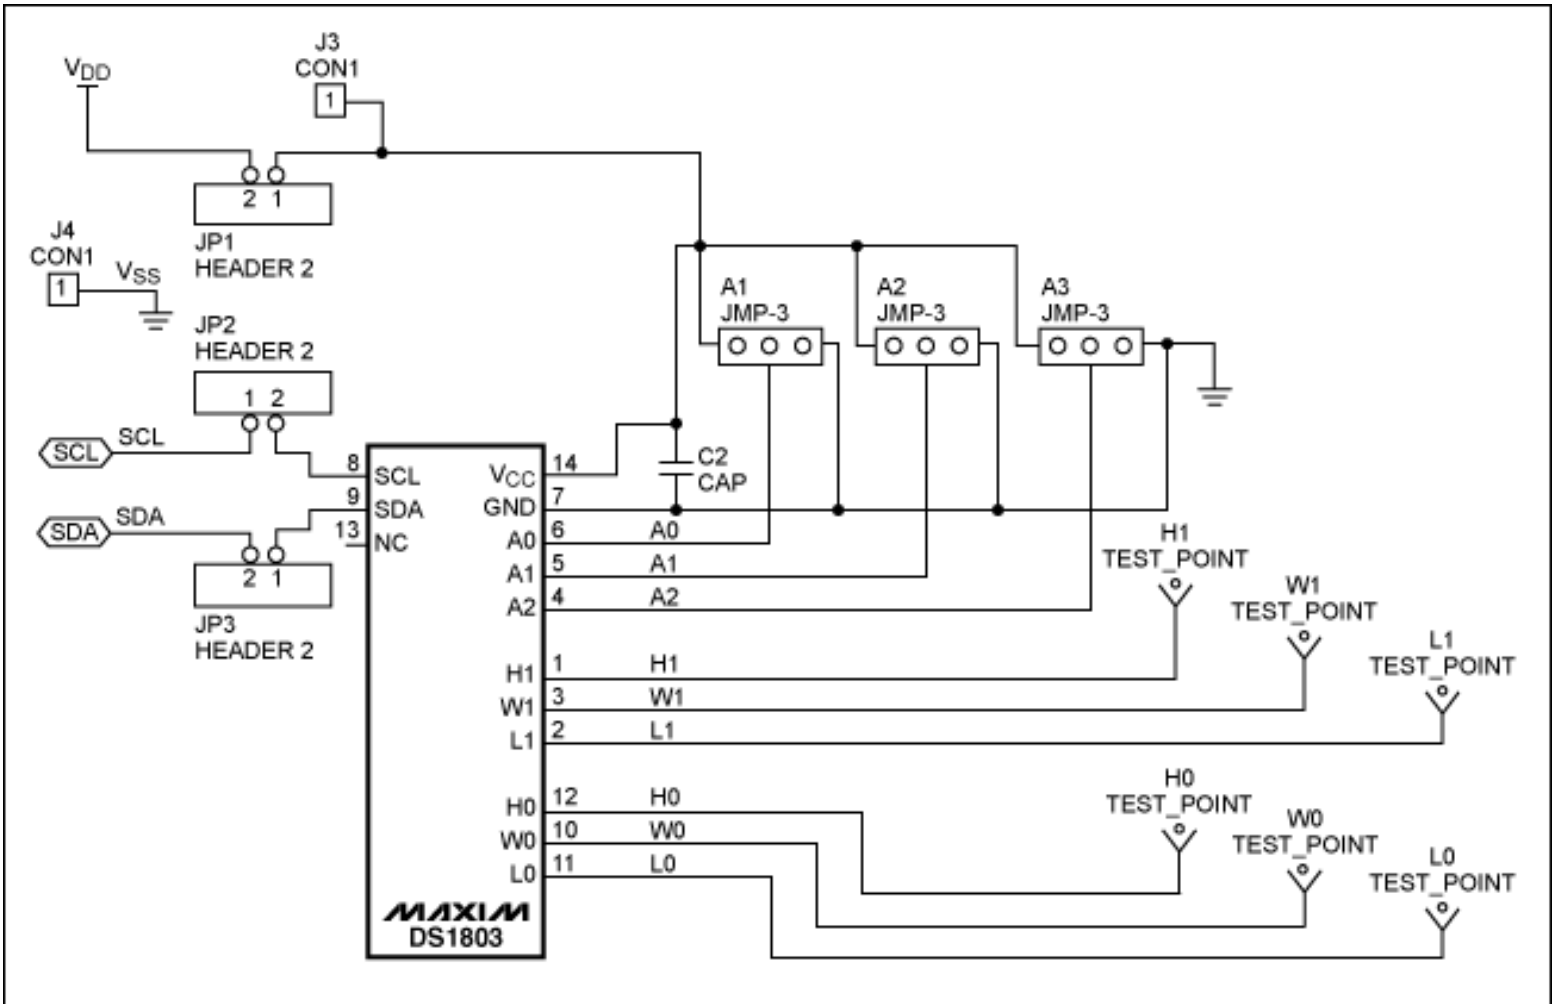 J3
CON1
1
VDD
2 1
JP1
HEADER 2
J4
CON1
1
VSS
JP2
HEADER 2
1 2
SCL
SCL
SDA
SDA
2 1
JP3
HEADER 2
A1
JMP-3
A2
JMP-3
A3
JMP-3
C2
CAP
8
SCL
9
SDA
13
NC
VCC
14
GND
7
A0
6
A0
A1
5
A1
A2
4
A2
H1
1
H1
W1
3
W1
L1
2
L1
H0
12
H0
W0
10
W0
L0
11
L0
MAXIM
DS1803
H1
TEST_POINT
W1
TEST_POINT
L1
TEST_POINT
H0
TEST_POINT
W0
TEST_POINT
L0
TEST_POINT